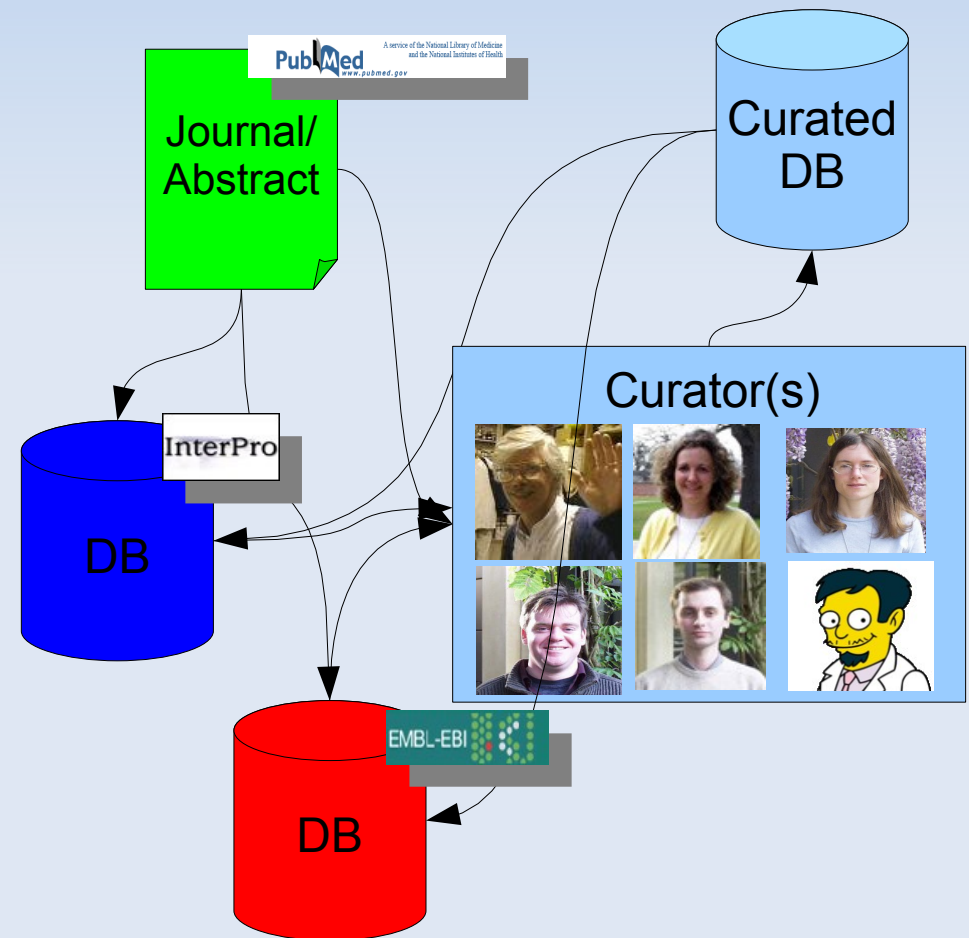 PubMed
www.pubmed.gov
A service of the National Library of Medicine
and the National Institutes of Health
Journal/
Abstract
Curated
DB
Curator(s)
InterPro
DB
EMBL-EBI
DB